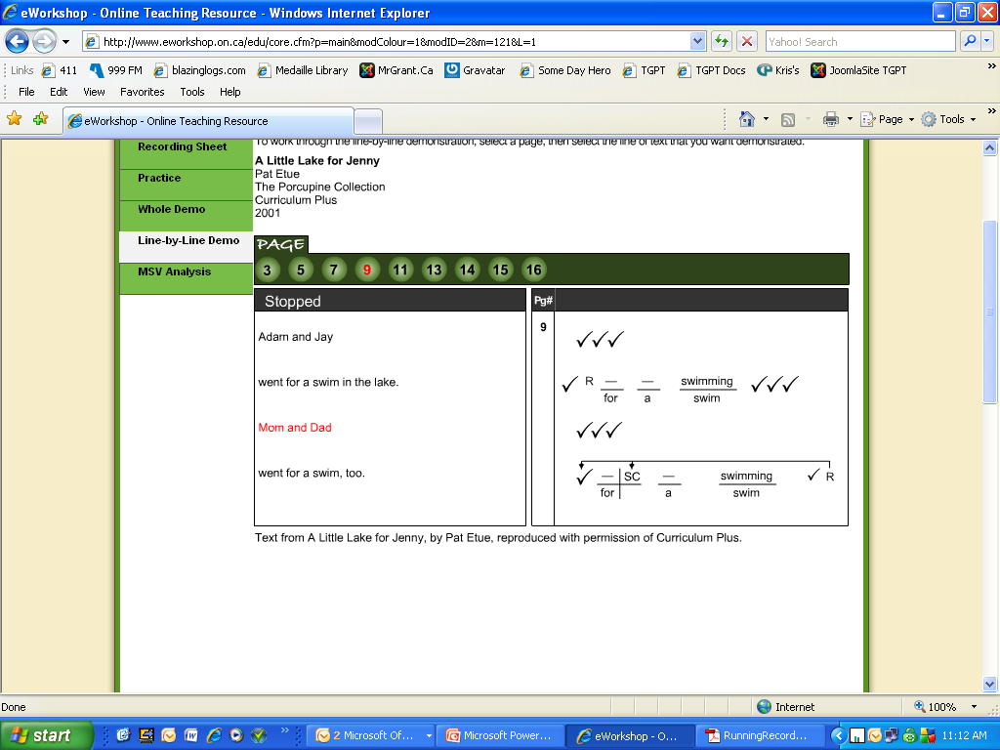 eWorkshop - Online Teaching Resource - Windows Internet Explorer
http://www.eworkshop.on.ca/edu/core.cfm?p=main&modColour=1&modID=2&m=121&L=1
Yahoo! Search
Links 411 999 FM blazinglogs.com Medaille Library MrGrant.Ca Gravatar Some Day Hero TGPT TGPT Docs Kris's JoomlaSite TGPT »
File Edit View Favorites Tools Help
eWorkshop - Online Teaching Resource
Page Tools »
To work through the line-by-line demonstration, select a page, then select the line of text that you want demonstrated.
Recording Sheet
Practice
Whole Demo
Line-by-Line Demo
MSV Analysis
A Little Lake for Jenny
Pat Etue
The Porcupine Collection
Curriculum Plus
2001
PAGE
3 5 7 9 11 13 14 15 16
Stopped
Pg#
9
Adam and Jay
✓✓✓
went for a swim in the lake.
✓ R — — swimming ✓✓✓
for a swim
Mom and Dad
✓✓✓
went for a swim, too.
✓ — SC — swimming ✓ R
for a swim
Text from A Little Lake for Jenny, by Pat Etue, reproduced with permission of Curriculum Plus.
Done
Internet
100%
start
»
2 Microsoft Of...
Microsoft Power...
eWorkshop - O...
RunningRecord...
11:12 AM